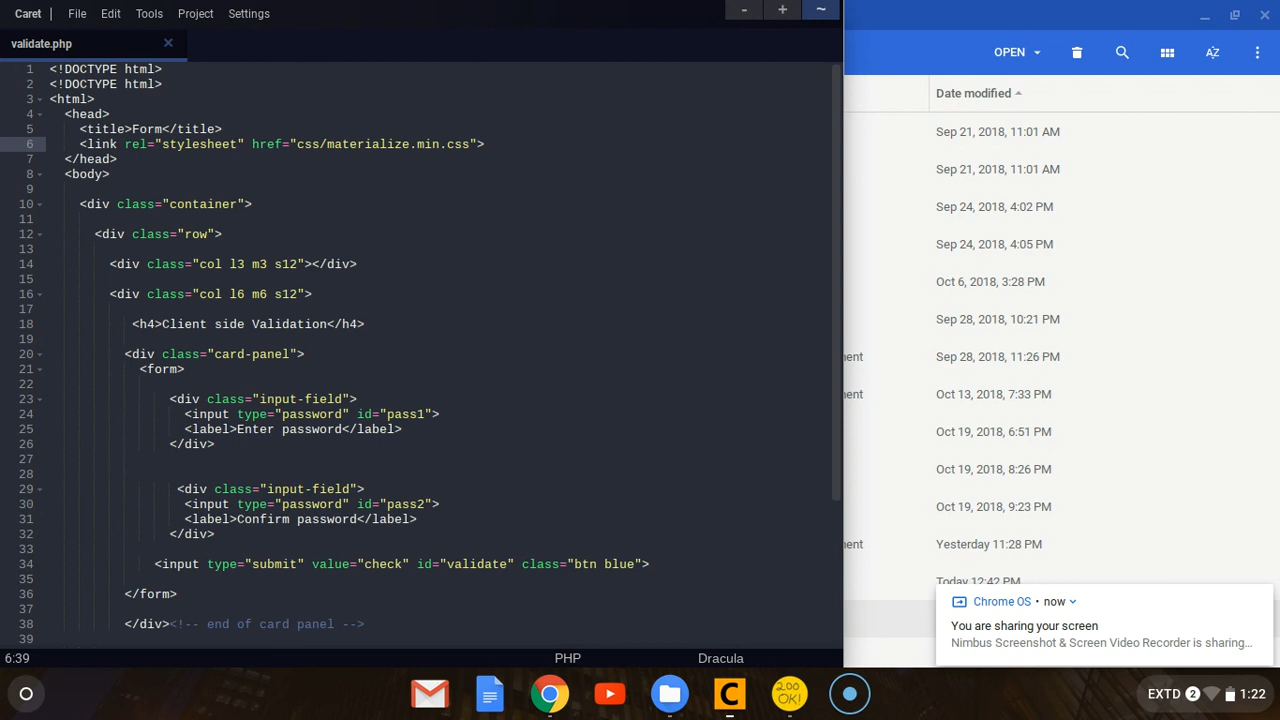 Caret | File Edit Tools Project Settings - + ~
validate.php ×
1 <!DOCTYPE html>
2 <!DOCTYPE html>
3 <html>
4 <head>
5 <title>Form</title>
6 <link rel="stylesheet" href="css/materialize.min.css">
7 </head>
8 <body>
9
10 <div class="container">
11
12 <div class="row">
13
14 <div class="col l3 m3 s12"></div>
15
16 <div class="col l6 m6 s12">
17
18 <h4>Client side Validation</h4>
19
20 <div class="card-panel">
21 <form>
22
23 <div class="input-field">
24 <input type="password" id="pass1">
25 <label>Enter password</label>
26 </div>
27
28
29 <div class="input-field">
30 <input type="password" id="pass2">
31 <label>Confirm password</label>
32 </div>
33
34 <input type="submit" value="check" id="validate" class="btn blue">
35
36 </form>
37
38 </div><!-- end of card panel -->
39
6:39 PHP Dracula
OPEN AZ
Date modified
Sep 21, 2018, 11:01 AM
Sep 21, 2018, 11:01 AM
Sep 24, 2018, 4:02 PM
Sep 24, 2018, 4:05 PM
Oct 6, 2018, 3:28 PM
Sep 28, 2018, 10:21 PM
ent Sep 28, 2018, 11:26 PM
ent Oct 13, 2018, 7:33 PM
Oct 19, 2018, 6:51 PM
Oct 19, 2018, 8:26 PM
Oct 19, 2018, 9:23 PM
ent Yesterday 11:28 PM
Today 12:42 PM
Chrome OS • now
You are sharing your screen
Nimbus Screenshot & Screen Video Recorder is sharing...
C
200 OK!
EXTD 2 1:22